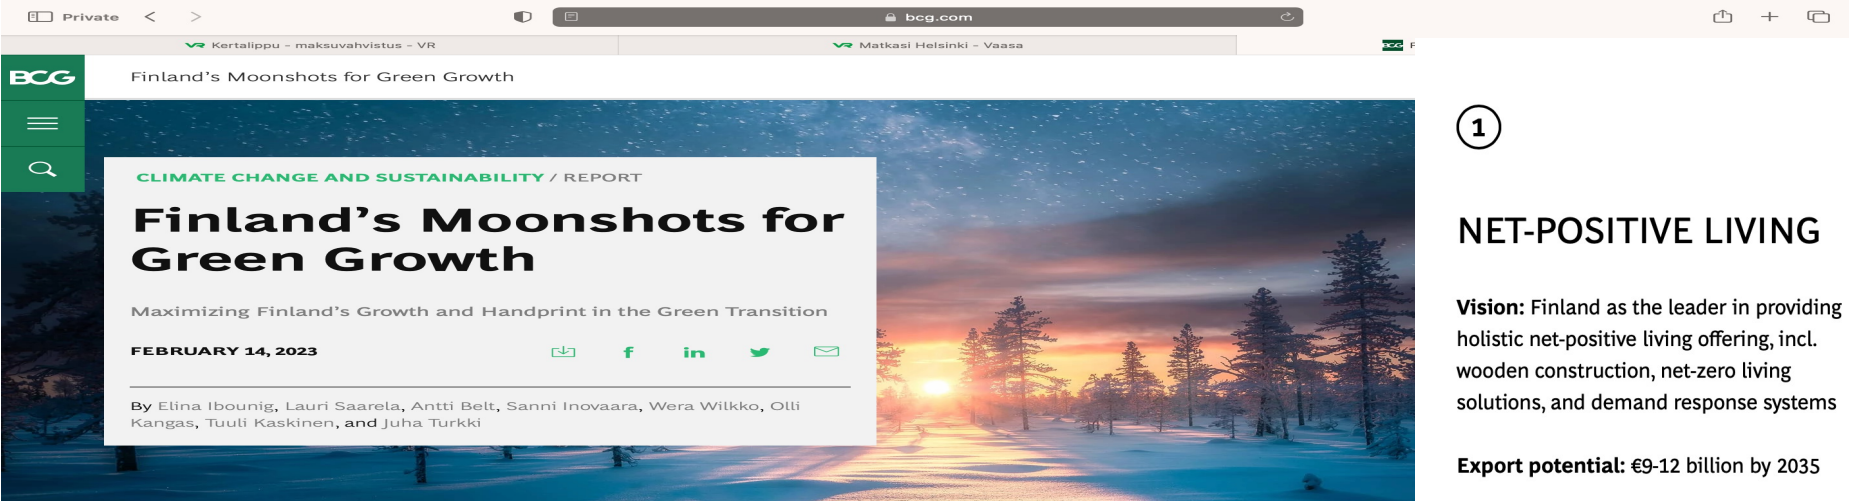 Private
bcg.com
Kertalippu - maksuvahvistus - VR
Matkasi Helsinki - Vaasa
BCG F
BCG
Finland's Moonshots for Green Growth
CLIMATE CHANGE AND SUSTAINABILITY / REPORT
Finland's Moonshots for
Green Growth
Maximizing Finland's Growth and Handprint in the Green Transition
FEBRUARY 14, 2023
By Elina Ibounig, Lauri Saarela, Antti Belt, Sanni Inovaara, Wera Wilkko, Olli
Kangas, Tuuli Kaskinen, and Juha Turkki
1
NET-POSITIVE LIVING
Vision: Finland as the leader in providing
holistic net-positive living offering, incl.
wooden construction, net-zero living
solutions, and demand response systems
Export potential: €9-12 billion by 2035